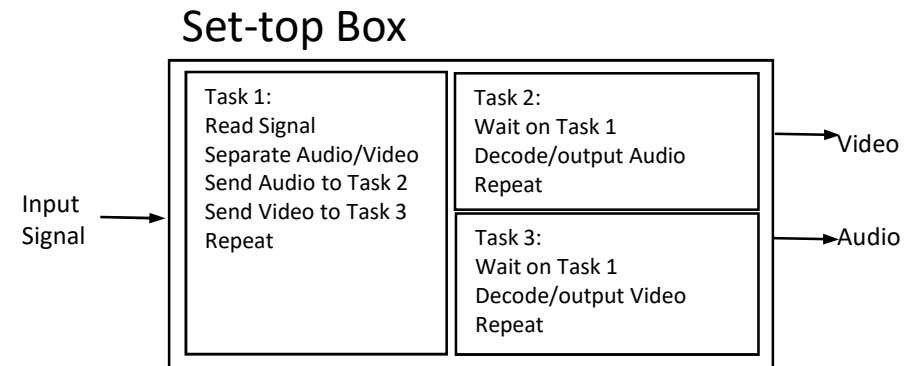 Set-top Box
Input
Signal
Task 1:
Read Signal
Separate Audio/Video
Send Audio to Task 2
Send Video to Task 3
Repeat
Task 2:
Wait on Task 1
Decode/output Audio
Repeat
Task 3:
Wait on Task 1
Decode/output Video
Repeat
Video
Audio